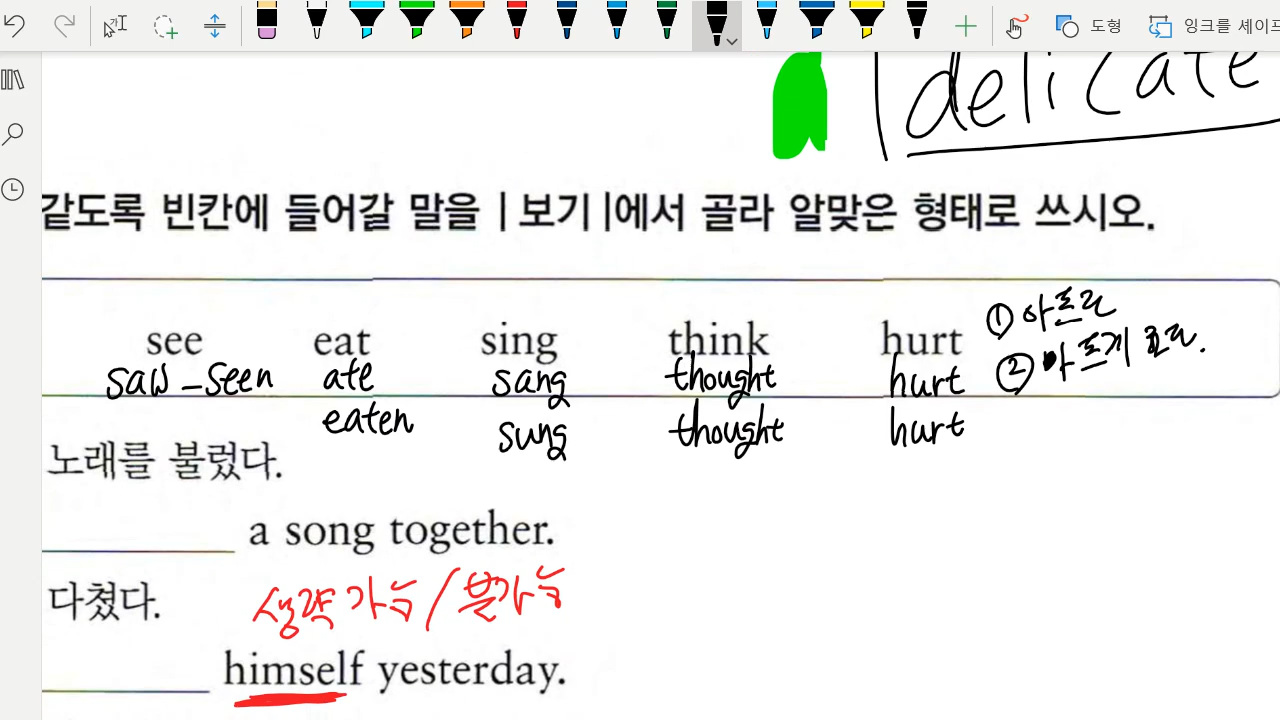 도형 잉크를 셰이프
delicate
같도록 빈칸에 들어갈 말을 | 보기 |에서 골라 알맞은 형태로 쓰시오.
see eat sing think hurt ① 아프다
saw - seen ate sang thought hurt ② 아프게 하다.
eaten sung thought hurt
노래를 불렀다.
a song together.
다쳤다. 생략 가능 / 불가능
himself yesterday.